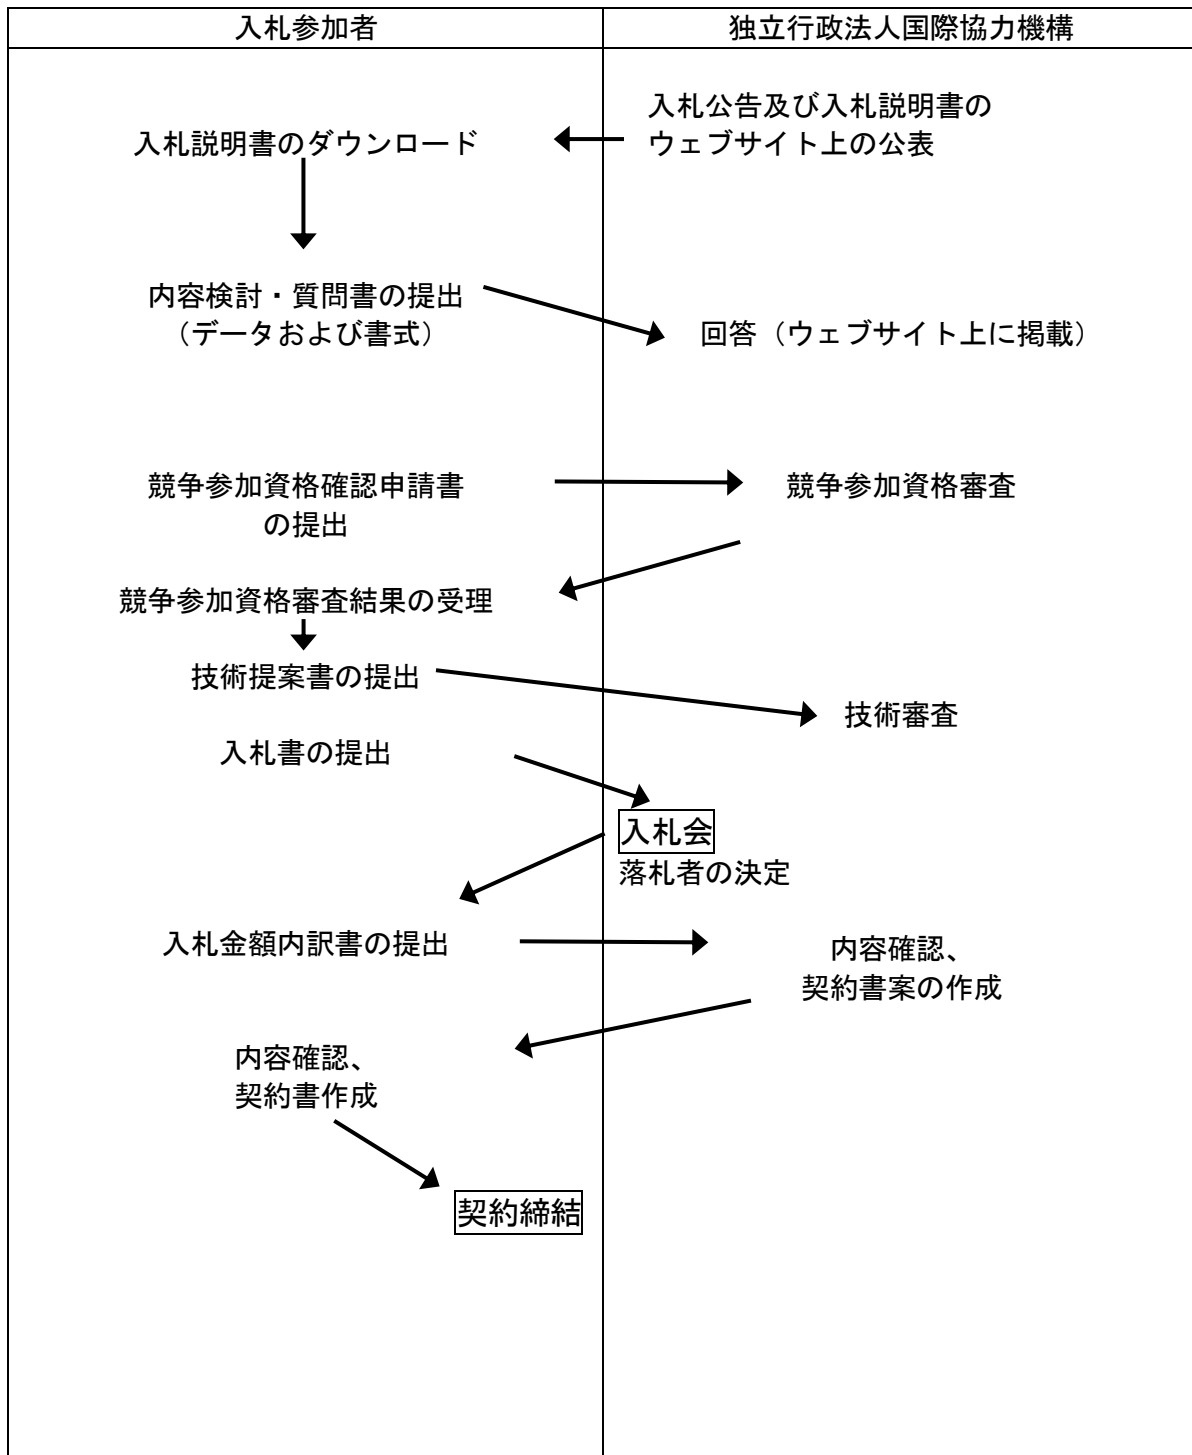 入札参加者
独立行政法人国際協力機構
入札公告及び入札説明書の
ウェブサイト上の公表
入札説明書のダウンロード
内容検討・質問書の提出
（データおよび書式）
回答（ウェブサイト上に掲載）
競争参加資格確認申請書
の提出
競争参加資格審査
競争参加資格審査結果の受理
技術提案書の提出
技術審査
入札書の提出
入札会
落札者の決定
入札金額内訳書の提出
内容確認、
契約書案の作成
内容確認、
契約書作成
契約締結